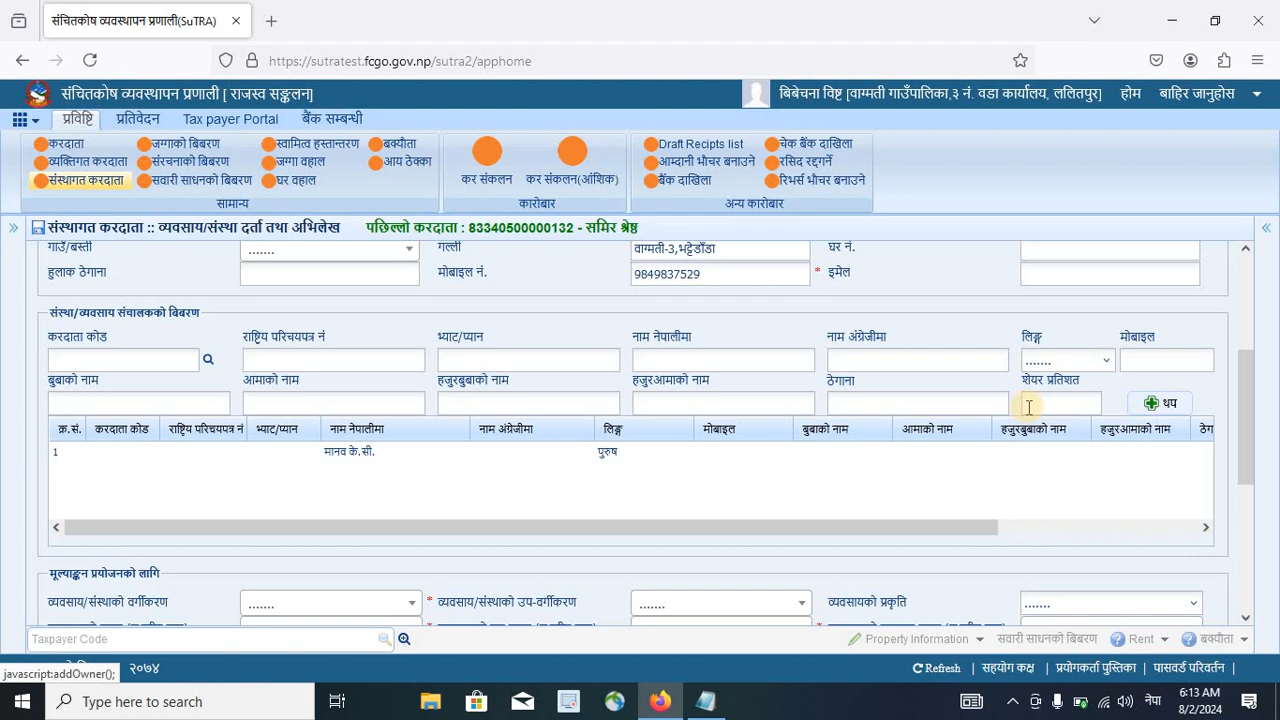 संचितकोष व्यवस्थापन प्रणाली(SuTRA)
https://sutratest.fcgo.gov.np/sutra2/apphome
संचितकोष व्यवस्थापन प्रणाली [ राजस्व सङ्कलन]
बिबेचना विष्ट [वाग्मती गाउँपालिका,३ नं. वडा कार्यालय, ललितपुर] होम बाहिर जानुहोस
प्रविष्टि प्रतिवेदन Tax payer Portal बैंक सम्बन्धी
करदाता जग्गाको बिबरण स्वामित्व हस्तान्तरण बक्यौता Draft Recipts list चेक बैंक दाखिला
व्यक्तिगत करदाता संरचनाको बिबरण जग्गा वहाल आय ठेक्का आम्दानी भौचर बनाउने रसिद रद्दगर्ने
संस्थागत करदाता सवारी साधनको बिबरण घर वहाल कर संकलन कर संकलन(आंशिक) बैंक दाखिला रिभर्स भौचर बनाउने
सामान्य कारोबार अन्य कारोबार
संस्थागत करदाता :: व्यवसाय/संस्था दर्ता तथा अभिलेख पछिल्लो करदाता : 83340500000132 - समिर श्रेष्ठ
गाउँ/बस्ती ....... गल्ली वाग्मती-3,भट्टेडाँडा घर नं.
हुलाक ठेगाना मोबाइल नं. 9849837529 * इमेल
संस्था/व्यवसाय संचालकको बिबरण
करदाता कोड राष्ट्रिय परिचयपत्र नं भ्याट/प्यान नाम नेपालीमा नाम अंग्रेजीमा लिङ्ग मोबाइल
.......
बुबाको नाम आमाको नाम हजुरबुबाको नाम हजुरआमाको नाम ठेगाना शेयर प्रतिशत
थप
क्र.सं. करदाता कोड राष्ट्रिय परिचयपत्र नं भ्याट/प्यान नाम नेपालीमा नाम अंग्रेजीमा लिङ्ग मोबाइल बुबाको नाम आमाको नाम हजुरबुबाको नाम हजुरआमाको नाम ठे
1 मानव के.सी. पुरुष
मूल्याङ्कन प्रयोजनको लागि
व्यवसाय/संस्थाको वर्गीकरण ....... * व्यवसाय/संस्थाको उप-वर्गीकरण ....... व्यवसायको प्रकृति .......
Taxpayer Code Property Information सवारी साधनको बिबरण Rent बक्यौता
javascript:addOwner(); २०७४ Refresh सहयोग कक्ष प्रयोगकर्ता पुस्तिका पासवर्ड परिवर्तन
Type here to search नेपा 6:13 AM
8/2/2024